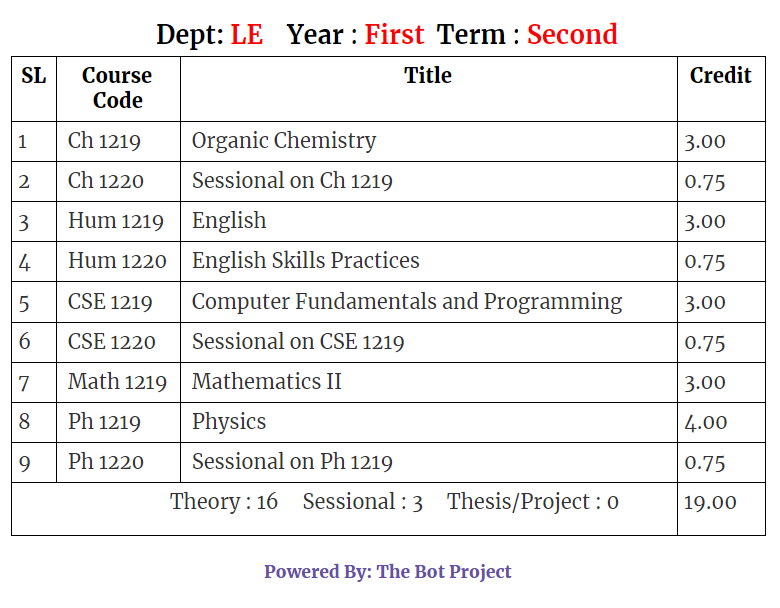 Dept: LE Year : First Term : Second
SL Course Code Title Credit
1 Ch 1219 Organic Chemistry 3.00
2 Ch 1220 Sessional on Ch 1219 0.75
3 Hum 1219 English 3.00
4 Hum 1220 English Skills Practices 0.75
5 CSE 1219 Computer Fundamentals and Programming 3.00
6 CSE 1220 Sessional on CSE 1219 0.75
7 Math 1219 Mathematics II 3.00
8 Ph 1219 Physics 4.00
9 Ph 1220 Sessional on Ph 1219 0.75
Theory : 16 Sessional : 3 Thesis/Project : 0 19.00
Powered By: The Bot Project